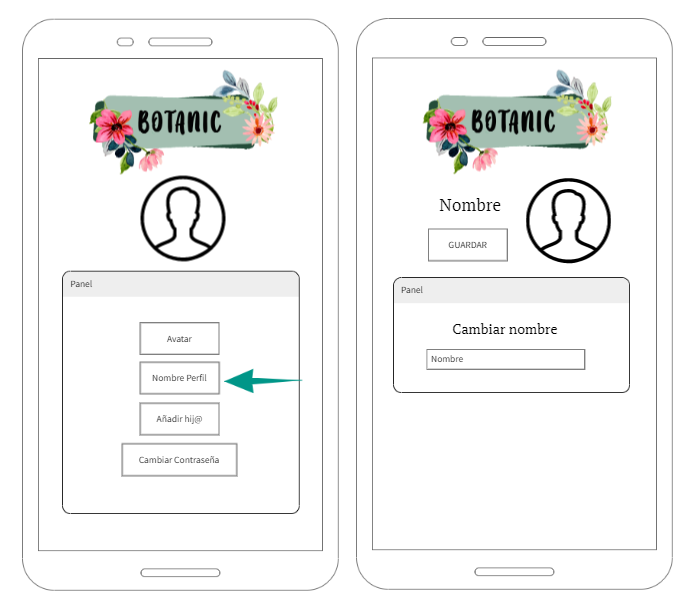 BOTANIC
Panel
Avatar
Nombre Perfil
Añadir hij@
Cambiar Contraseña
BOTANIC
Nombre
GUARDAR
Panel
Cambiar nombre
Nombre